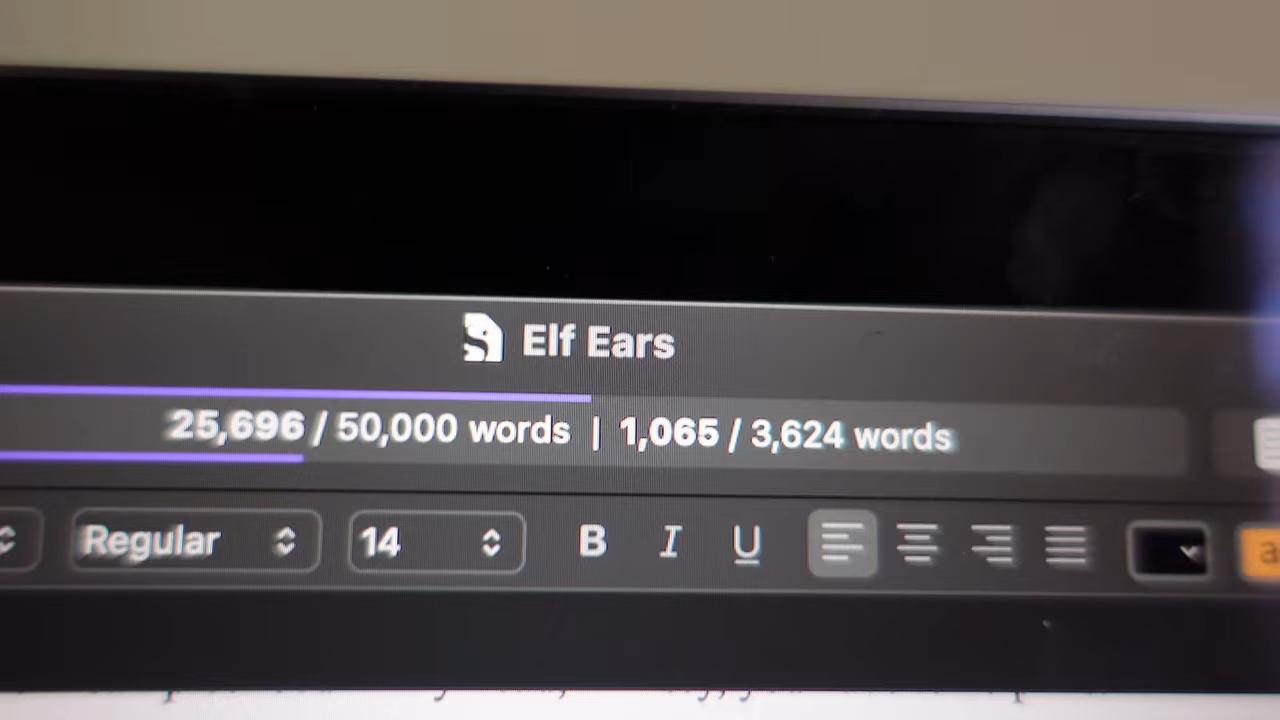 Elf Ears
25,696 / 50,000 words | 1,065 / 3,624 words
Regular 14 B I U a